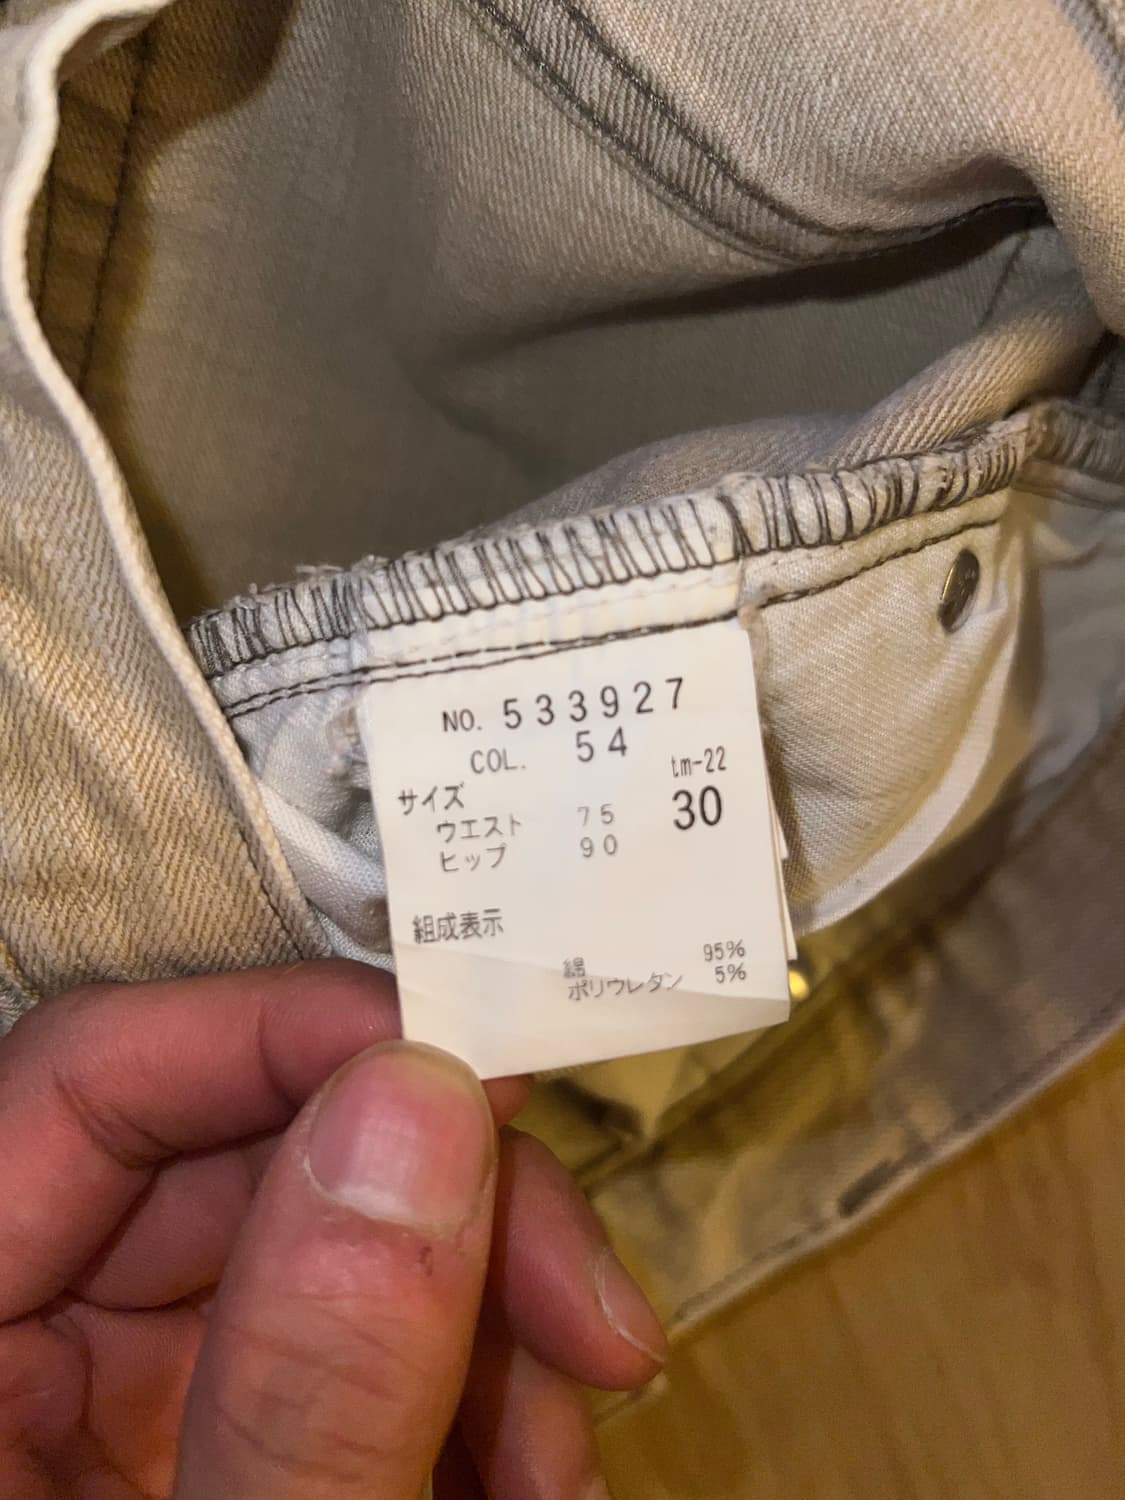 NO. 533927
COL. 54
tm-22
サイズ 30
ウエスト 75
ヒップ 90
組成表示
綿 95%
ポリウレタン 5%